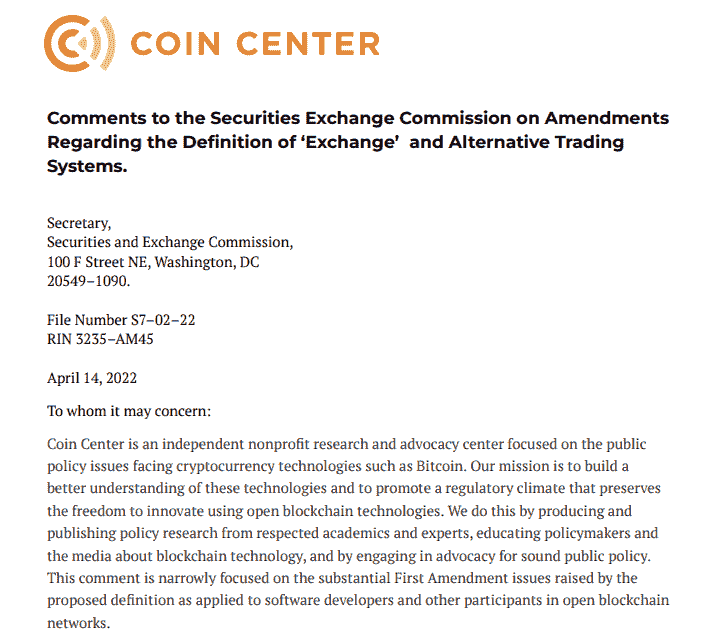 COIN CENTER
Comments to the Securities Exchange Commission on Amendments
Regarding the Definition of ‘Exchange’ and Alternative Trading
Systems.
Secretary,
Securities and Exchange Commission,
100 F Street NE, Washington, DC
20549–1090.
File Number S7–02–22
RIN 3235–AM45
April 14, 2022
To whom it may concern:
Coin Center is an independent nonprofit research and advocacy center focused on the public
policy issues facing cryptocurrency technologies such as Bitcoin. Our mission is to build a
better understanding of these technologies and to promote a regulatory climate that preserves
the freedom to innovate using open blockchain technologies. We do this by producing and
publishing policy research from respected academics and experts, educating policymakers and
the media about blockchain technology, and by engaging in advocacy for sound public policy.
This comment is narrowly focused on the substantial First Amendment issues raised by the
proposed definition as applied to software developers and other participants in open blockchain
networks.